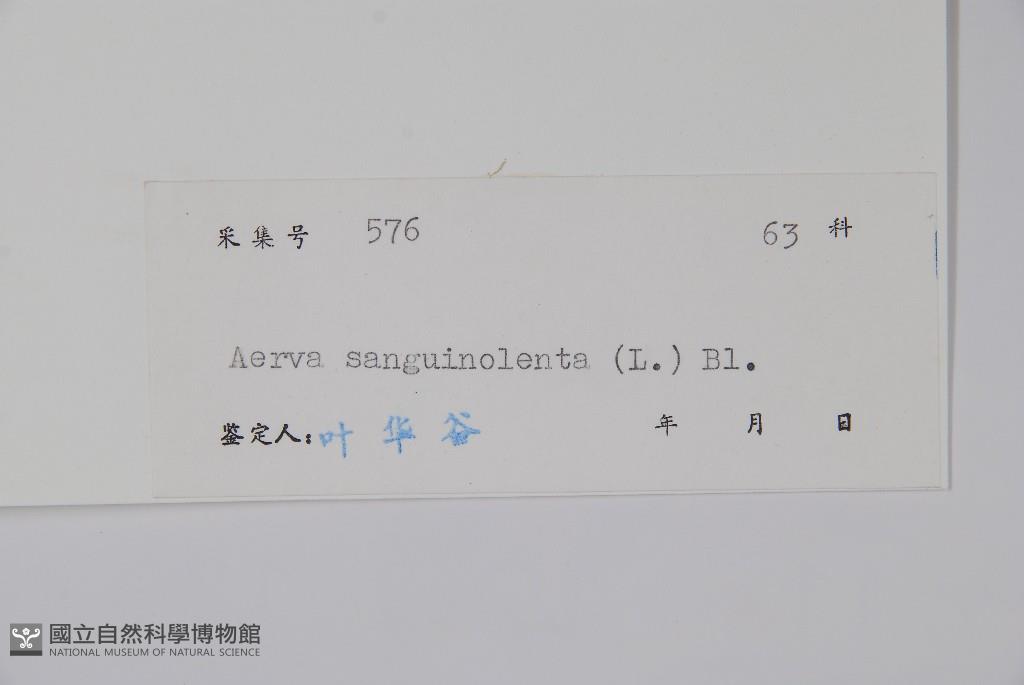 采集号 576 63 科
Aerva sanguinolenta (L.) Bl.
鉴定人: 叶华谷 年 月 日
國立自然科學博物館
NATIONAL MUSEUM OF NATURAL SCIENCE